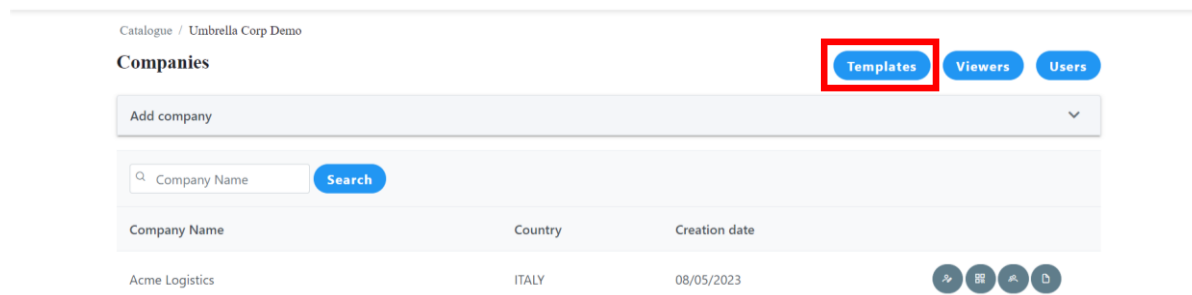 Catalogue / Umbrella Corp Demo
Companies
Templates Viewers Users
Add company
Company Name Search
Company Name Country Creation date
Acme Logistics ITALY 08/05/2023